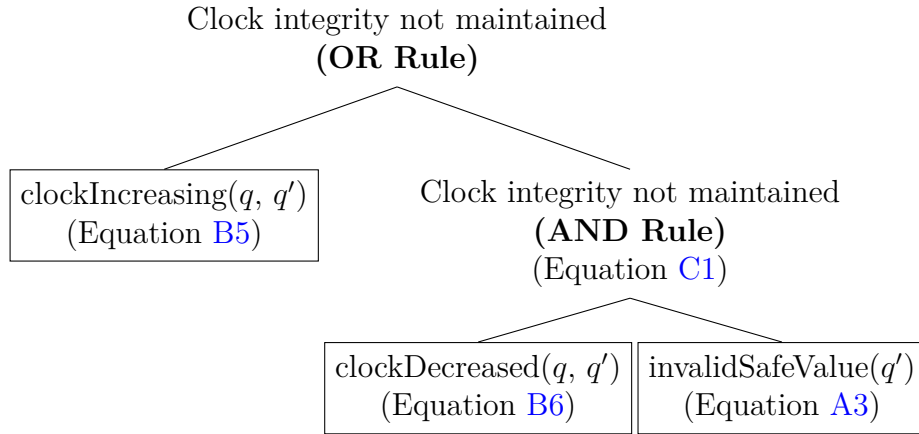 Clock integrity not maintained
(OR Rule)
clockIncreasing(q, q′)
(Equation B5)
Clock integrity not maintained
(AND Rule)
(Equation C1)
clockDecreased(q, q′)
(Equation B6)
invalidSafeValue(q′)
(Equation A3)